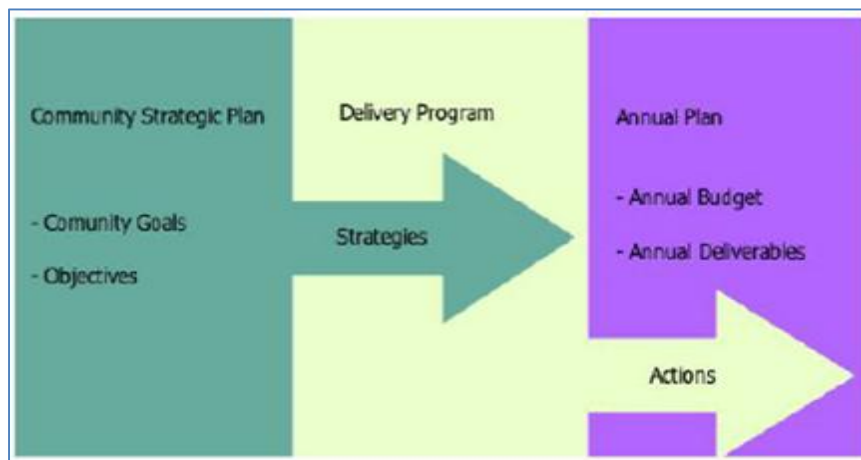 Community Strategic Plan
- Comunity Goals
- Objectives
Delivery Program
Strategies
Annual Plan
- Annual Budget
- Annual Deliverables
Actions